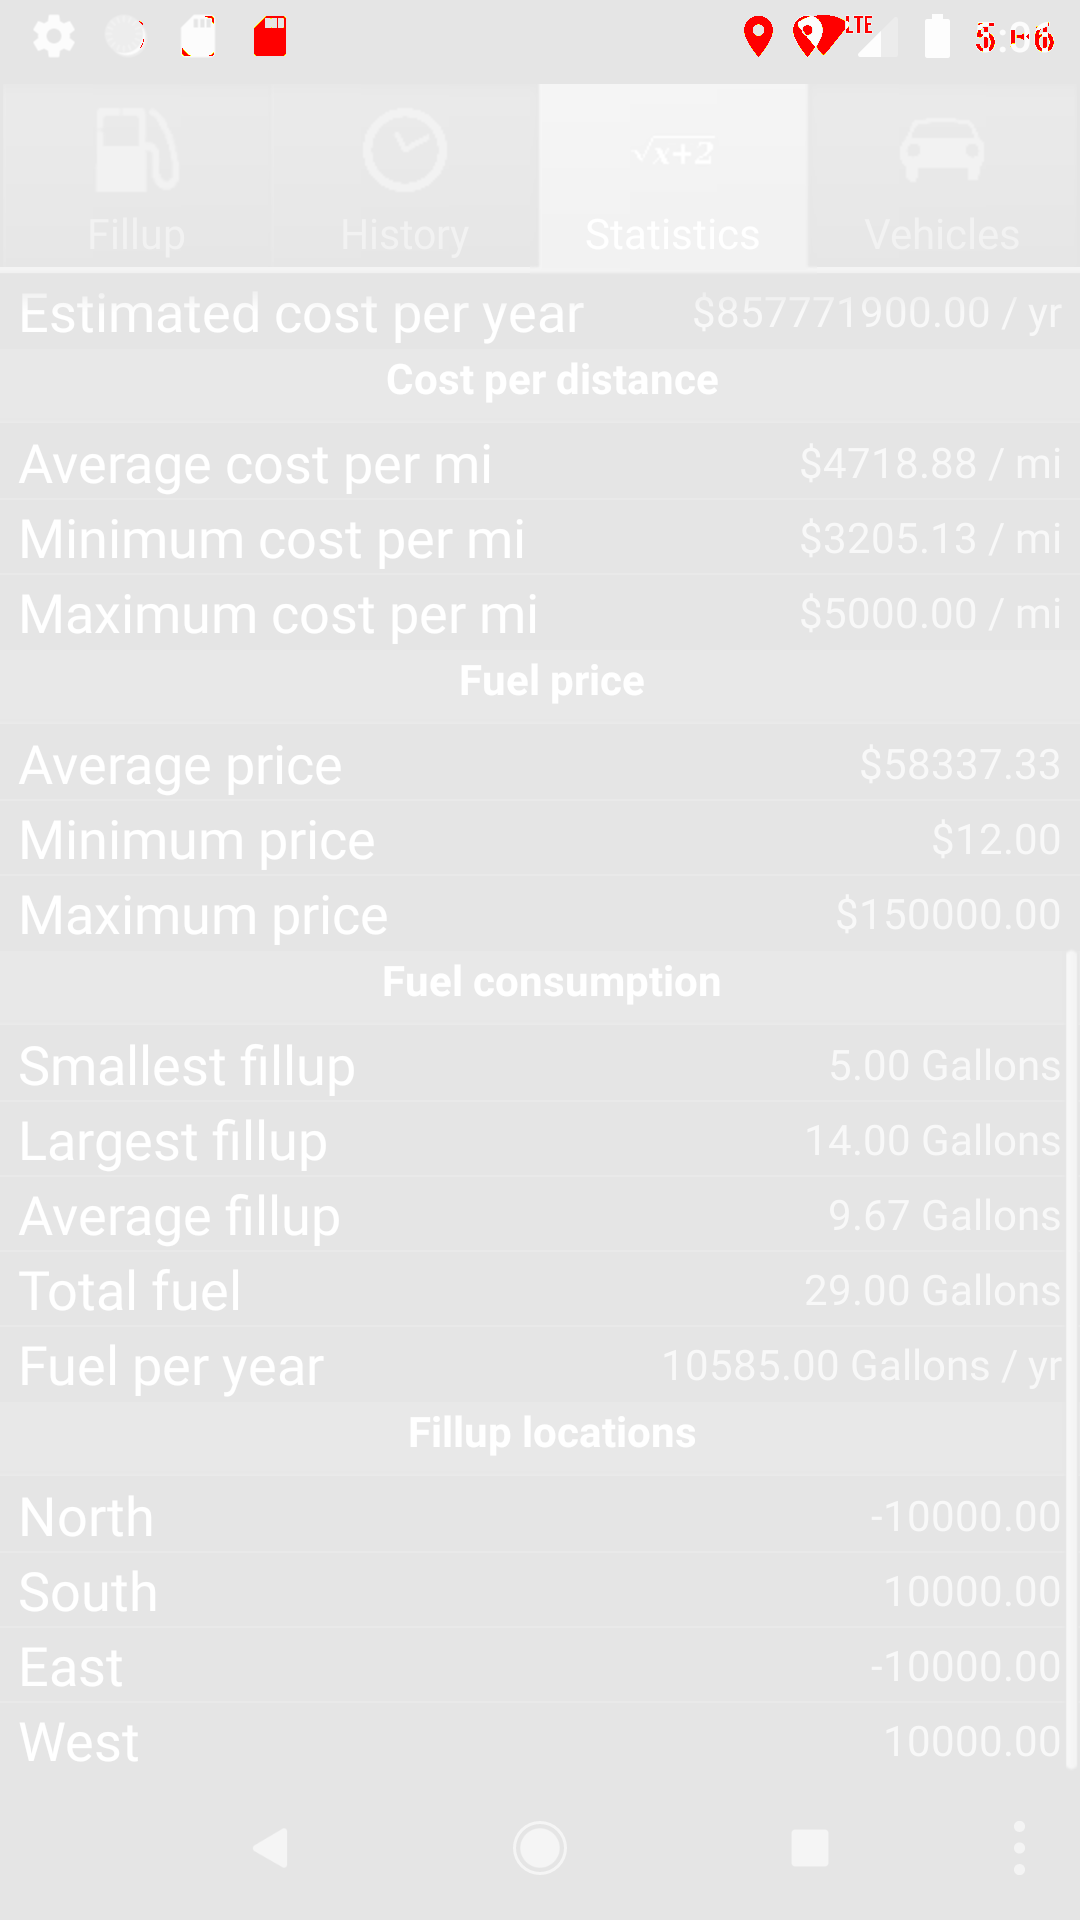 LTE
√x+2
Fillup History Statistics Vehicles
Estimated cost per year $857771900.00 / yr
Cost per distance
Average cost per mi $4718.88 / mi
Minimum cost per mi $3205.13 / mi
Maximum cost per mi $5000.00 / mi
Fuel price
Average price $58337.33
Minimum price $12.00
Maximum price $150000.00
Fuel consumption
Smallest fillup 5.00 Gallons
Largest fillup 14.00 Gallons
Average fillup 9.67 Gallons
Total fuel 29.00 Gallons
Fuel per year 10585.00 Gallons / yr
Fillup locations
North -10000.00
South 10000.00
East -10000.00
West 10000.00